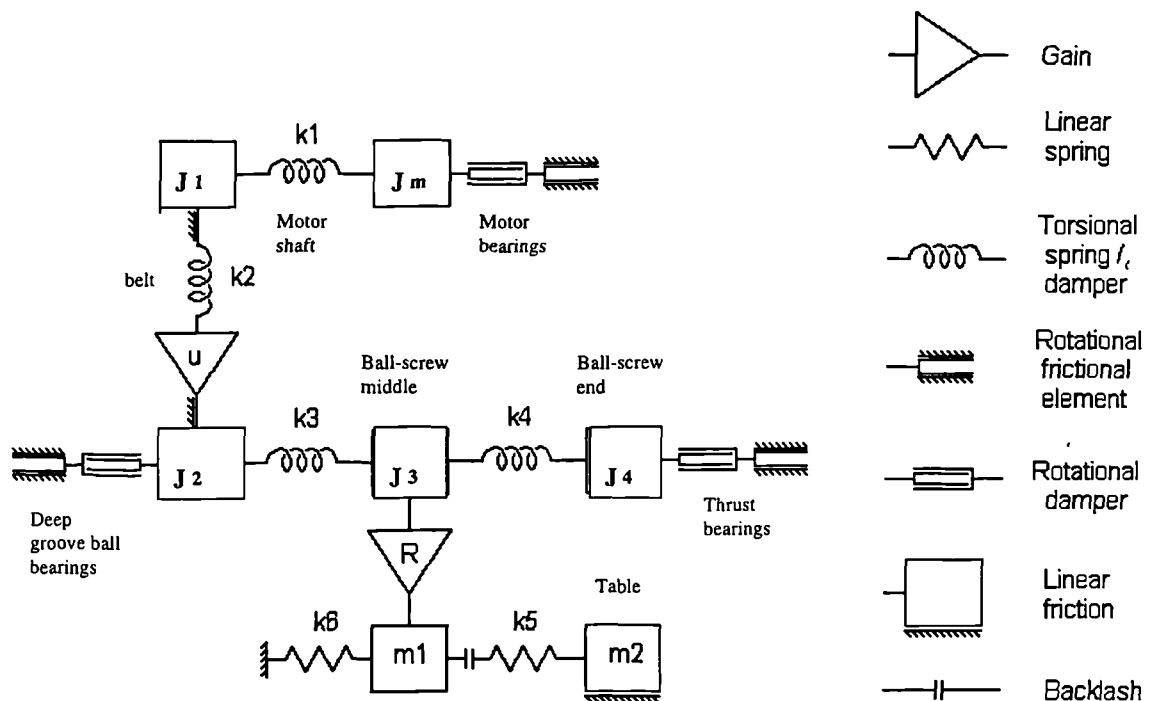 k1
J1
Jm
Motor
shaft
Motor
bearings
belt
k2
u
Ball-screw
middle
Ball-screw
end
k3
k4
J2
J3
J4
Deep
groove ball
bearings
Thrust
bearings
R
Table
k6
k5
m1
m2
Gain
Linear
spring
Torsional
spring &
damper
Rotational
frictional
element
Rotational
damper
Linear
friction
Backlash